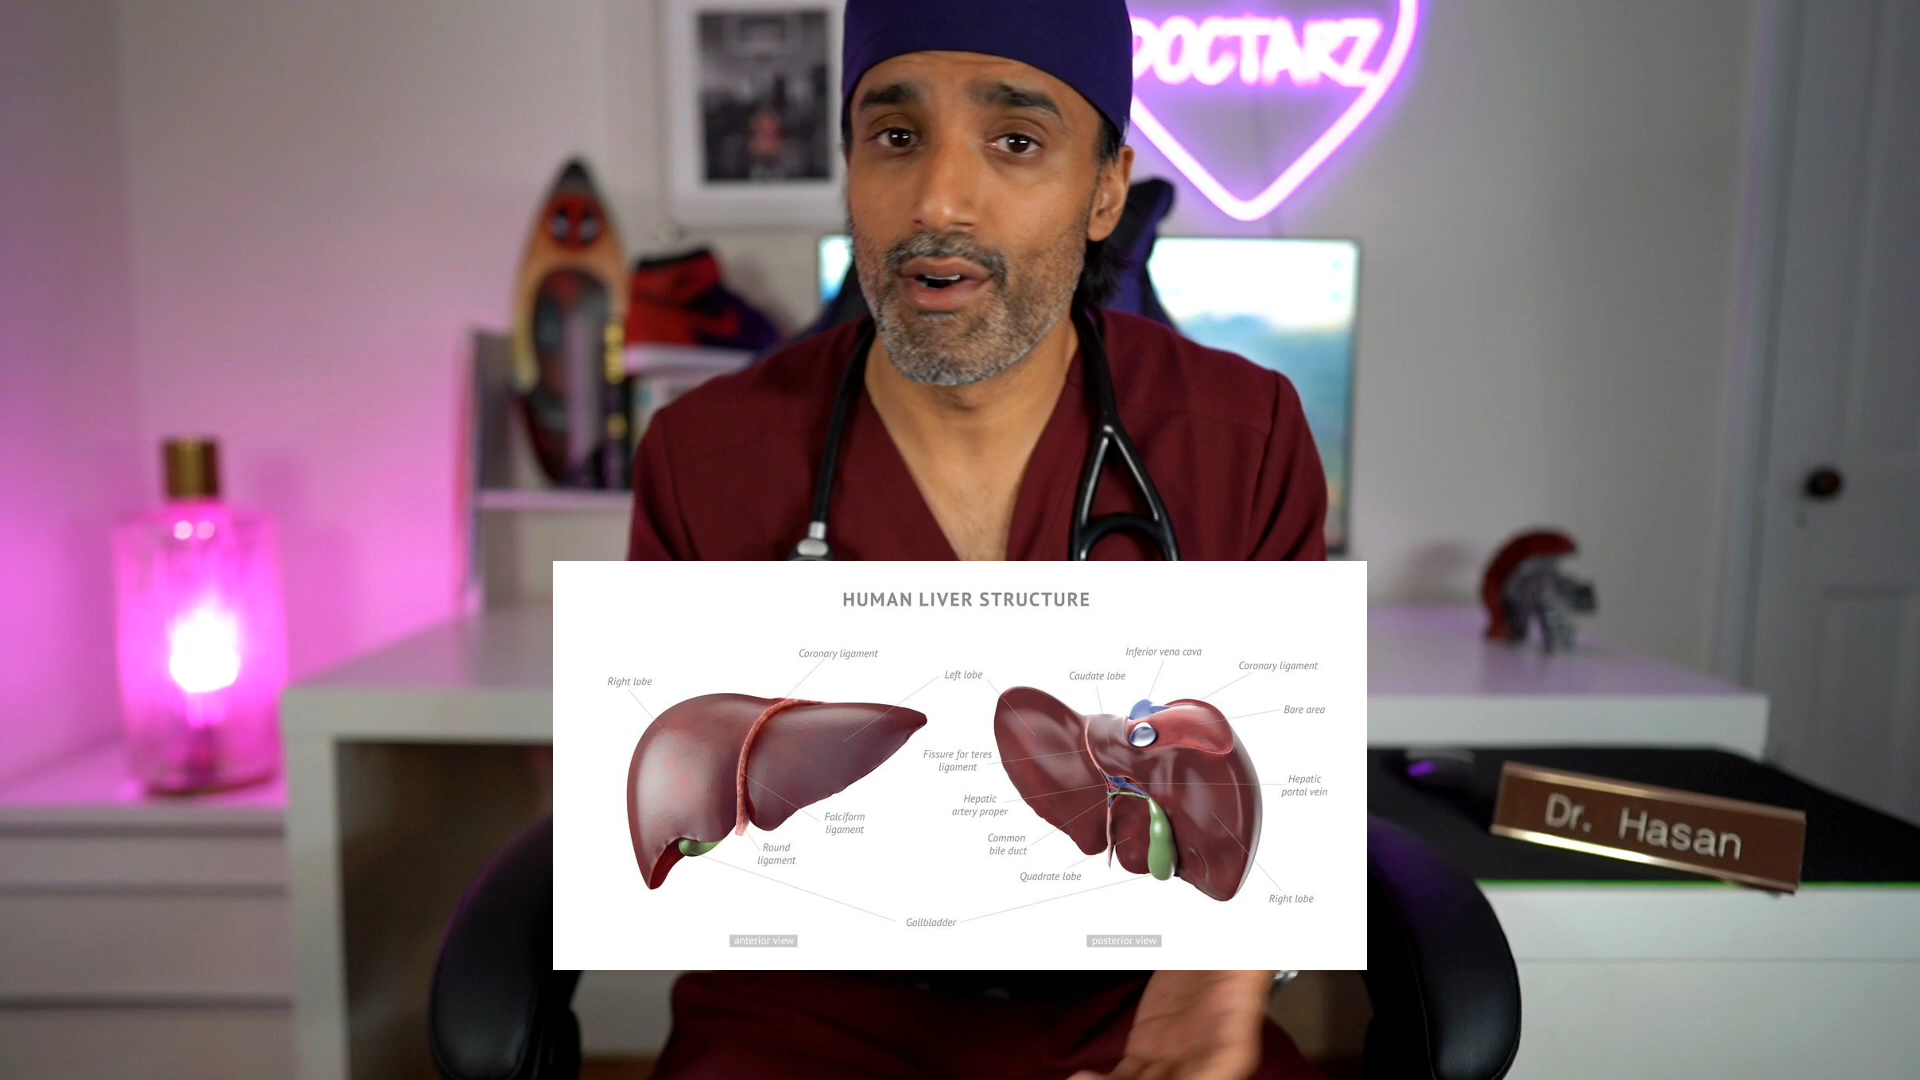 DOCTARZ
HUMAN LIVER STRUCTURE
Coronary ligament
Right lobe
Left lobe
Falciform
ligament
Round
ligament
Gallbladder
anterior view
Inferior vena cava
Caudate lobe
Coronary ligament
Bare area
Fissure for teres
ligament
Hepatic
portal vein
Hepatic
artery proper
Common
bile duct
Quadrate lobe
Right lobe
posterior view
Dr. Hasan